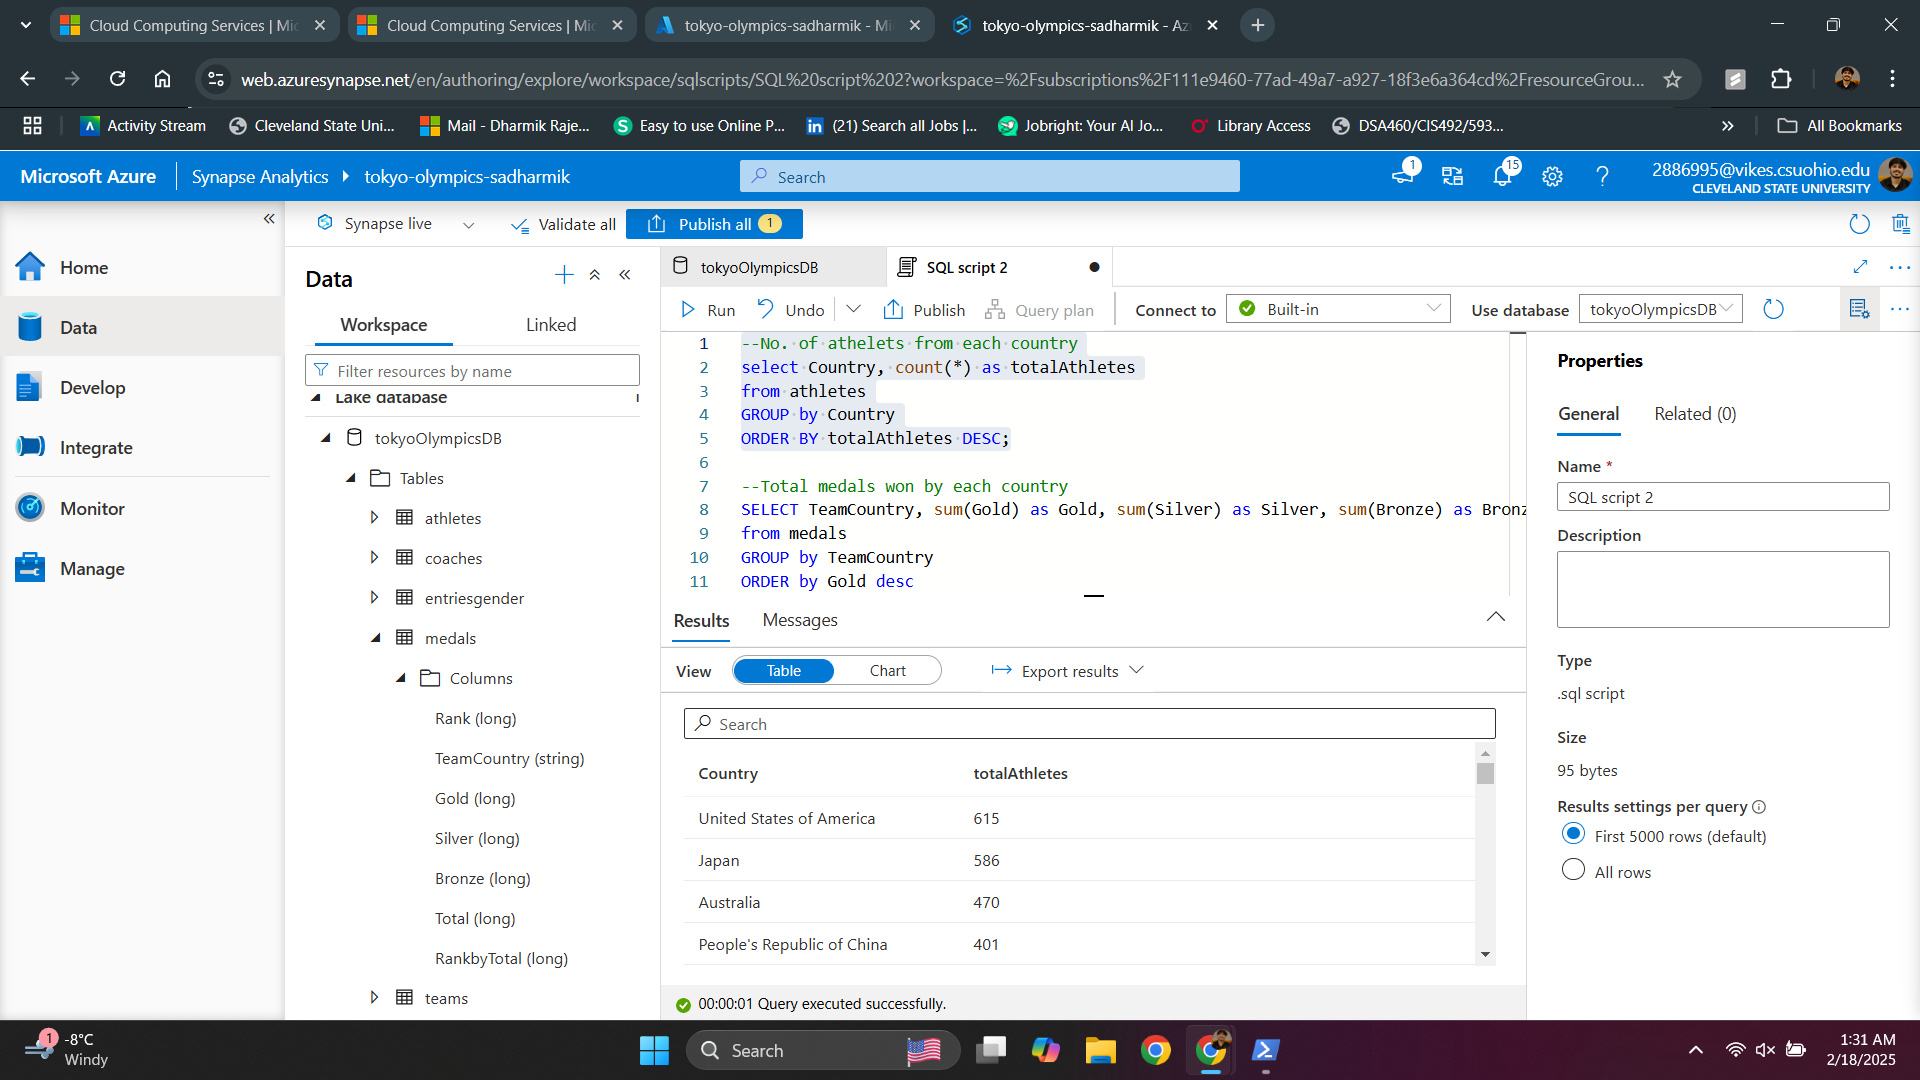 Cloud Computing Services | Mic
Cloud Computing Services | Mic
tokyo-olympics-sadharmik - Mi
tokyo-olympics-sadharmik - Az
web.azuresynapse.net/en/authoring/explore/workspace/sqlscripts/SQL%20script%202?workspace=%2Fsubscriptions%2F111e9460-77ad-49a7-a927-18f3e6a364cd%2FresourceGrou...
Activity Stream
Cleveland State Uni...
Mail - Dharmik Raje...
Easy to use Online P...
(21) Search all Jobs |...
Jobright: Your AI Jo...
Library Access
DSA460/CIS492/593...
»
All Bookmarks
Microsoft Azure
Synapse Analytics
tokyo-olympics-sadharmik
Search
1
15
2886995@vikes.csuohio.edu
CLEVELAND STATE UNIVERSITY
Synapse live
Validate all
Publish all 1
Home
Data
Develop
Integrate
Monitor
Manage
Data
Workspace
Linked
Filter resources by name
Lake database
1
tokyoOlympicsDB
Tables
athletes
coaches
entriesgender
medals
Columns
Rank (long)
TeamCountry (string)
Gold (long)
Silver (long)
Bronze (long)
Total (long)
RankbyTotal (long)
teams
tokyoOlympicsDB
SQL script 2
Run
Undo
Publish
Query plan
Connect to
Built-in
Use database
tokyoOlympicsDB
1 --No. of athelets from each country
2 select Country, count(*) as totalAthletes
3 from athletes
4 GROUP by Country
5 ORDER BY totalAthletes DESC;
6
7 --Total medals won by each country
8 SELECT TeamCountry, sum(Gold) as Gold, sum(Silver) as Silver, sum(Bronze) as Bronz
9 from medals
10 GROUP by TeamCountry
11 ORDER by Gold desc
Results
Messages
View
Table
Chart
Export results
Search
Country totalAthletes
United States of America 615
Japan 586
Australia 470
People's Republic of China 401
00:00:01 Query executed successfully.
Properties
General
Related (0)
Name *
SQL script 2
Description
Type
.sql script
Size
95 bytes
Results settings per query
First 5000 rows (default)
All rows
1
-8°C
Windy
Search
1:31 AM
2/18/2025